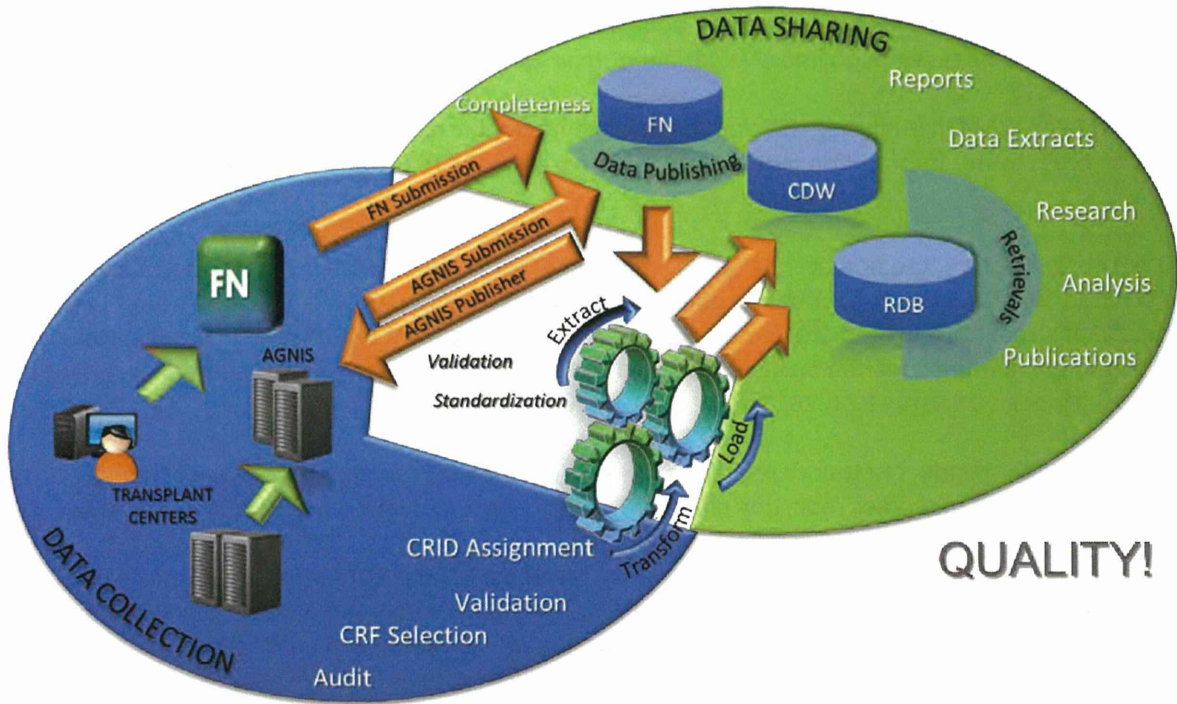 DATA SHARING
Reports
Completeness
FN
Data Publishing
Data Extracts
CDW
FN Submission
Research
AGNIS Submission
AGNIS Publisher
FN
Retrievals
Analysis
RDB
Extract
AGNIS
Validation
Publications
Standardization
Load
TRANSPLANT
CENTERS
Transform
CRID Assignment
QUALITY!
DATA COLLECTION
Validation
CRF Selection
Audit